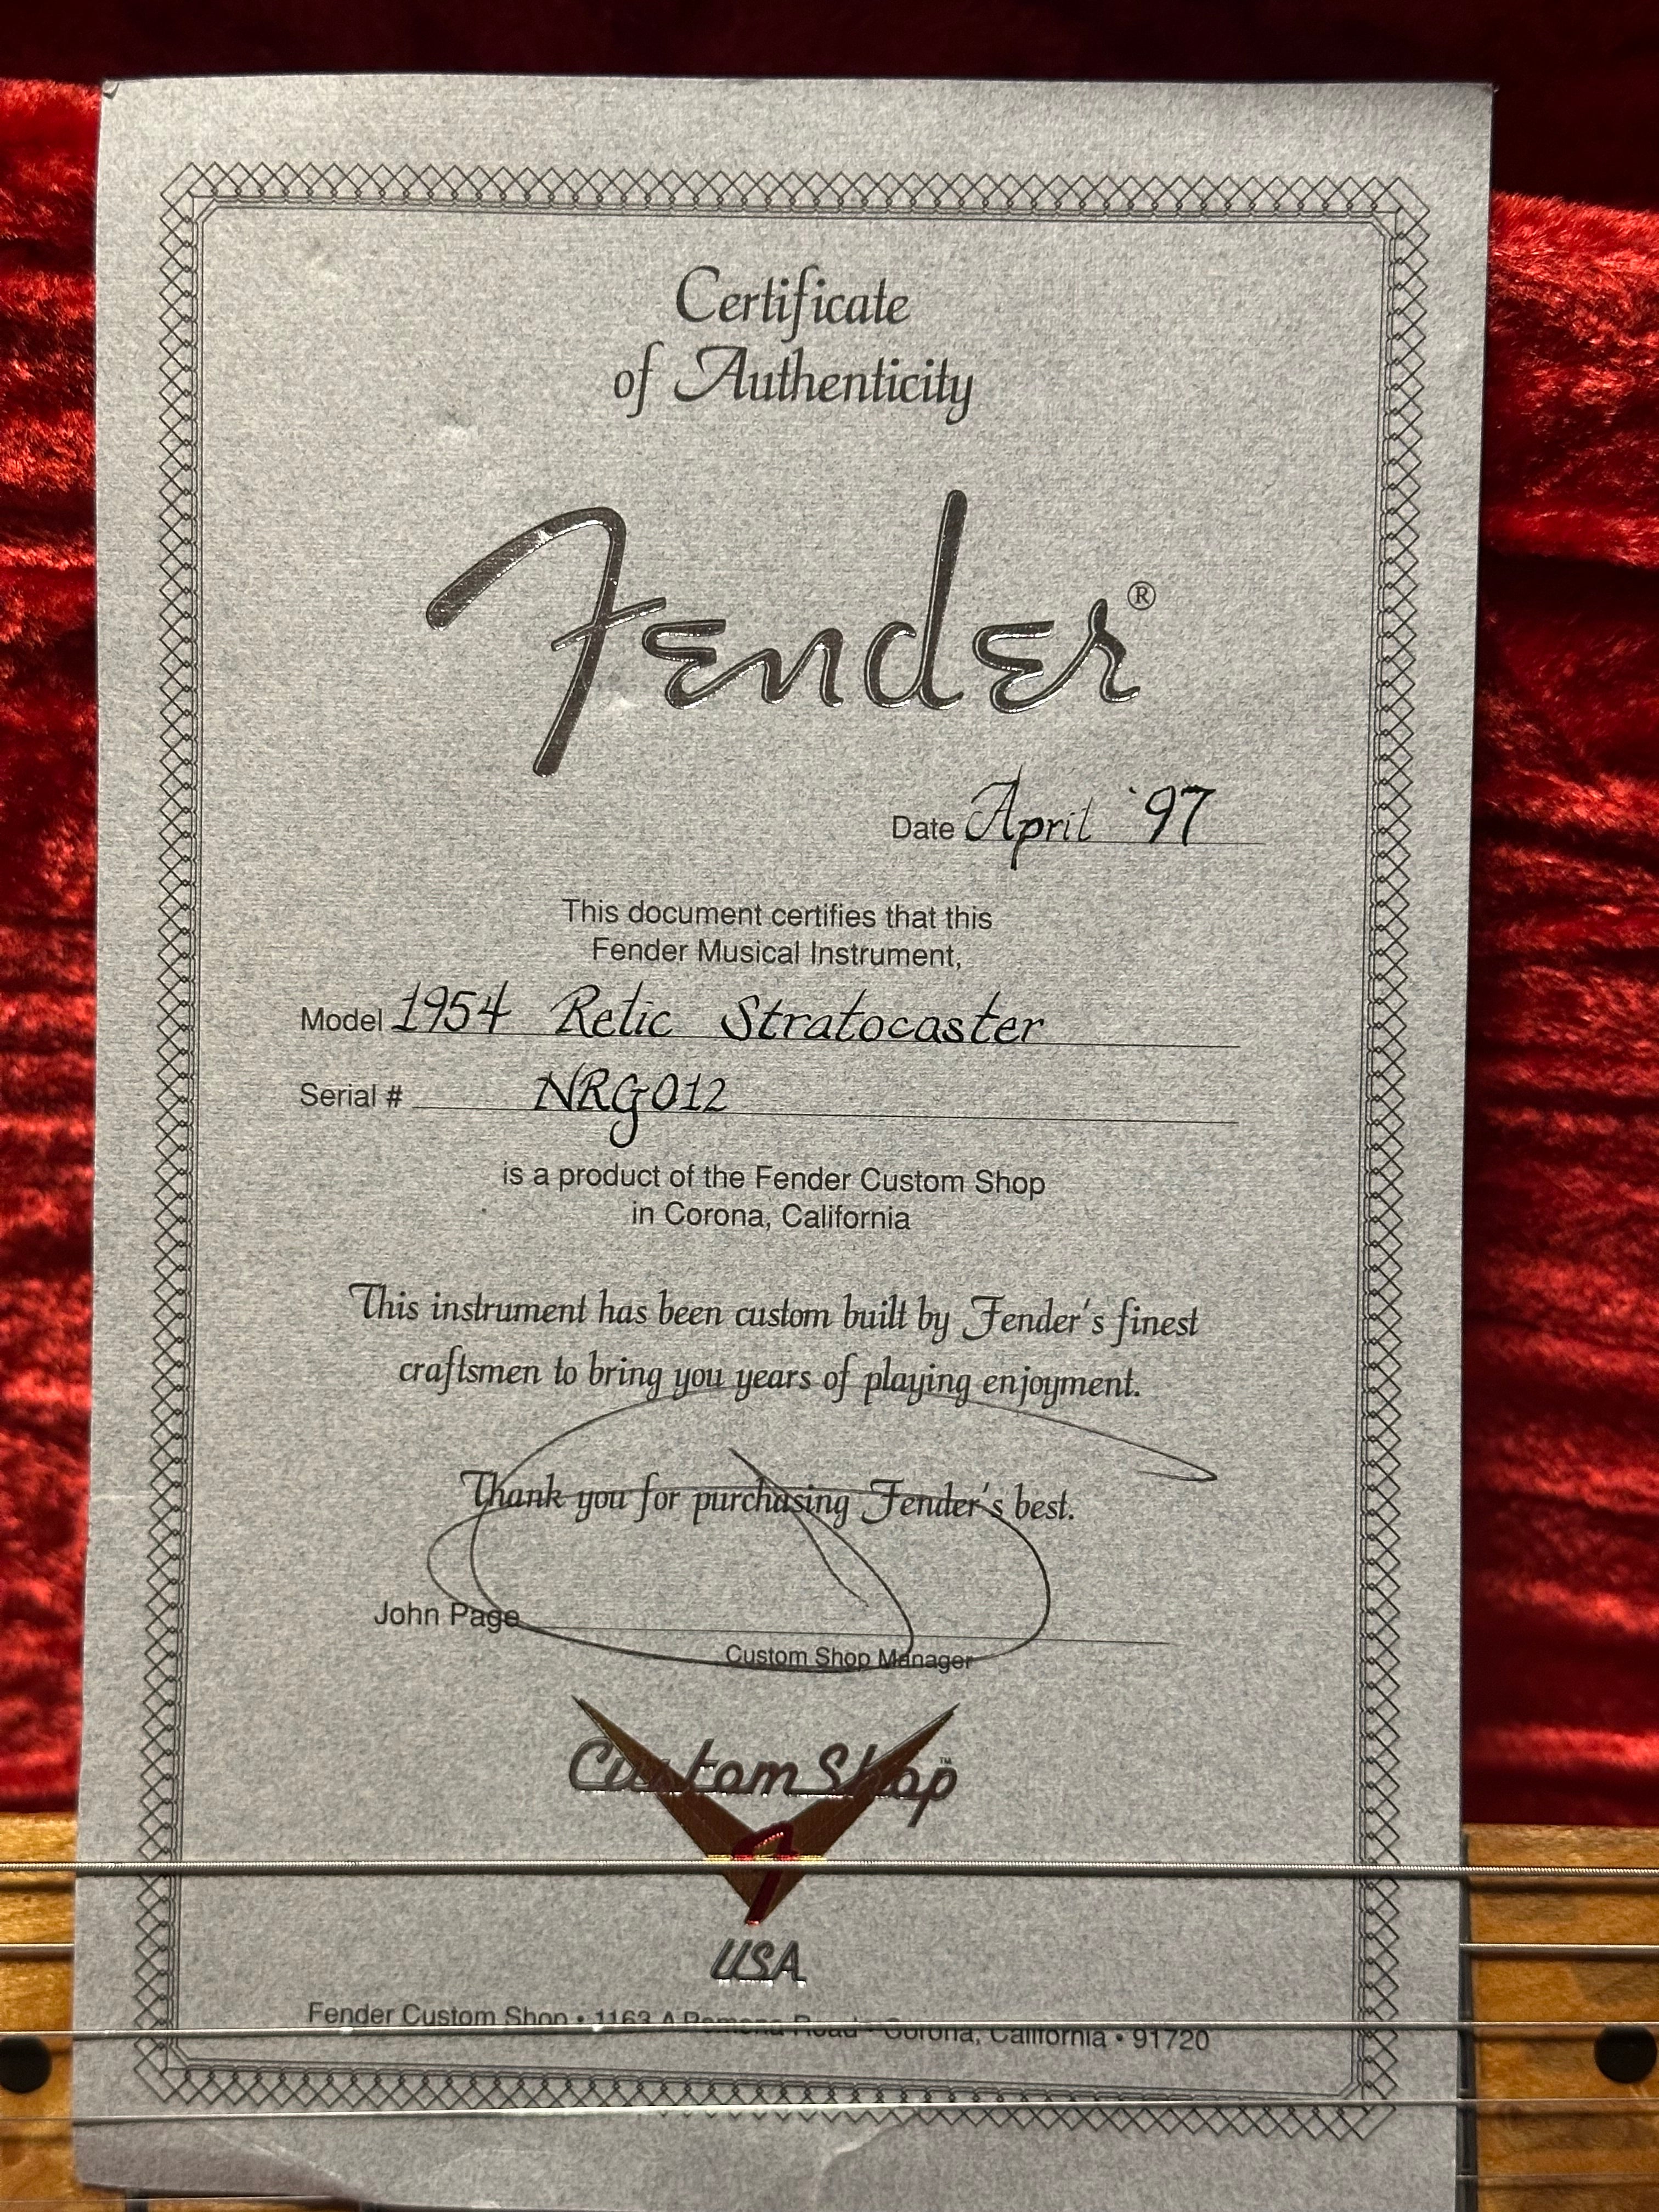 Certificate
of Authenticity
Fender®
Date April '97
This document certifies that this
Fender Musical Instrument,
Model 1954 Relic Stratocaster
Serial # NRG012
is a product of the Fender Custom Shop
in Corona, California
This instrument has been custom built by Fender's finest
craftsmen to bring you years of playing enjoyment.
Thank you for purchasing Fender's best.
John Page
Custom Shop Manager
Custom Shop™
USA
Fender Custom Shop • 1163 A Pomona Road • Corona, California • 91720